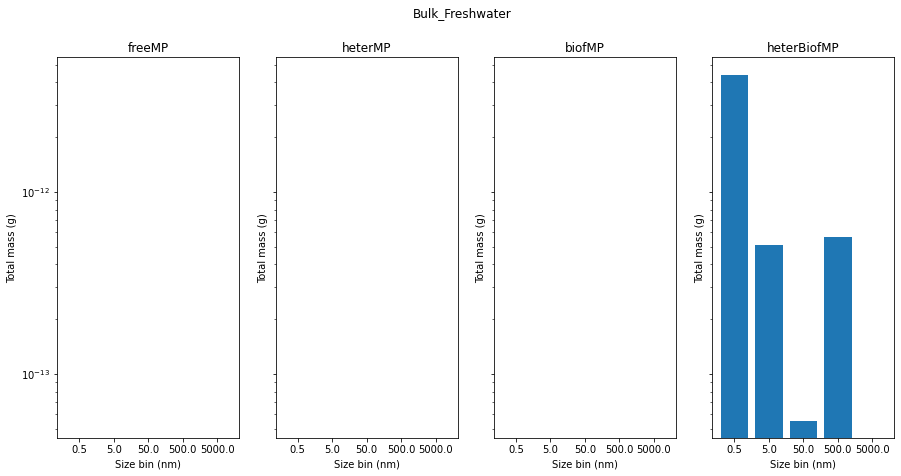 Bulk_Freshwater
freeMP
heterMP
biofMP
heterBiofMP
Total mass (g)
10⁻¹²
10⁻¹³
0.5 5.0 50.0 500.0 5000.0
Size bin (nm)
Total mass (g)
0.5 5.0 50.0 500.0 5000.0
Size bin (nm)
Total mass (g)
0.5 5.0 50.0 500.0 5000.0
Size bin (nm)
Total mass (g)
0.5 5.0 50.0 500.0 5000.0
Size bin (nm)